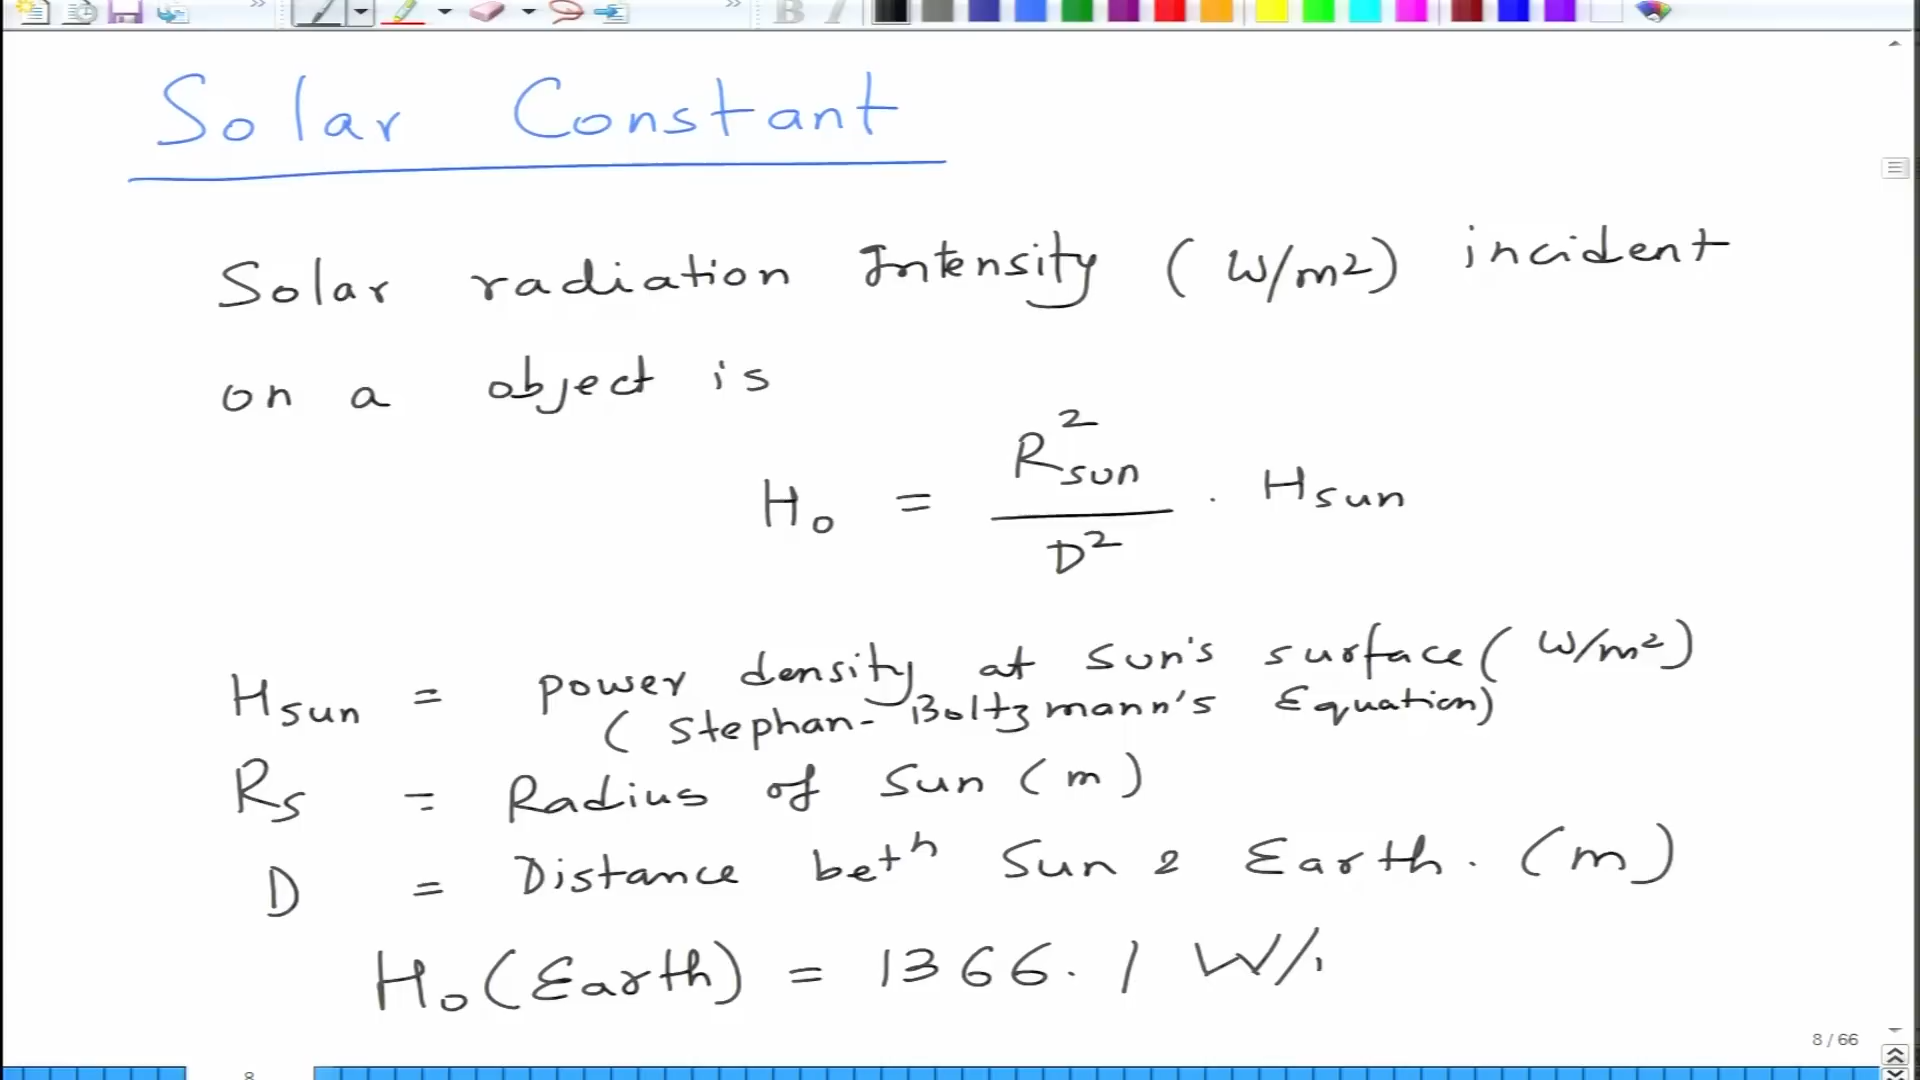 B I
Solar Constant
Solar radiation Intensity (W/m2) incident
on a object is
H₀ = R²sun / D² · Hsun
Hsun = power density at sun's surface (W/m²)
(Stephan-Boltzmann's Equation)
Rs = Radius of sun (m)
D = Distance betⁿ Sun & Earth. (m)
H₀ (Earth) = 1366.1 W/
8 / 66
8